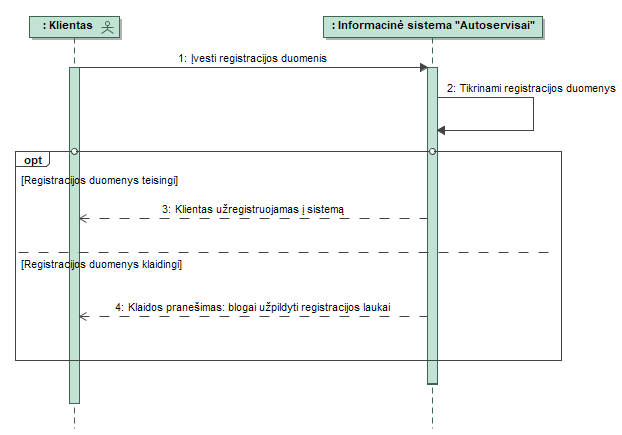 : Klientas
: Informacinė sistema "Autoservisai"
1: Įvesti registracijos duomenis
2: Tikrinami registracijos duomenys
opt
[Registracijos duomenys teisingi]
3: Klientas užregistruojamas į sistemą
[Registracijos duomenys klaidingi]
4: Klaidos pranešimas: blogai užpildyti registracijos laukai